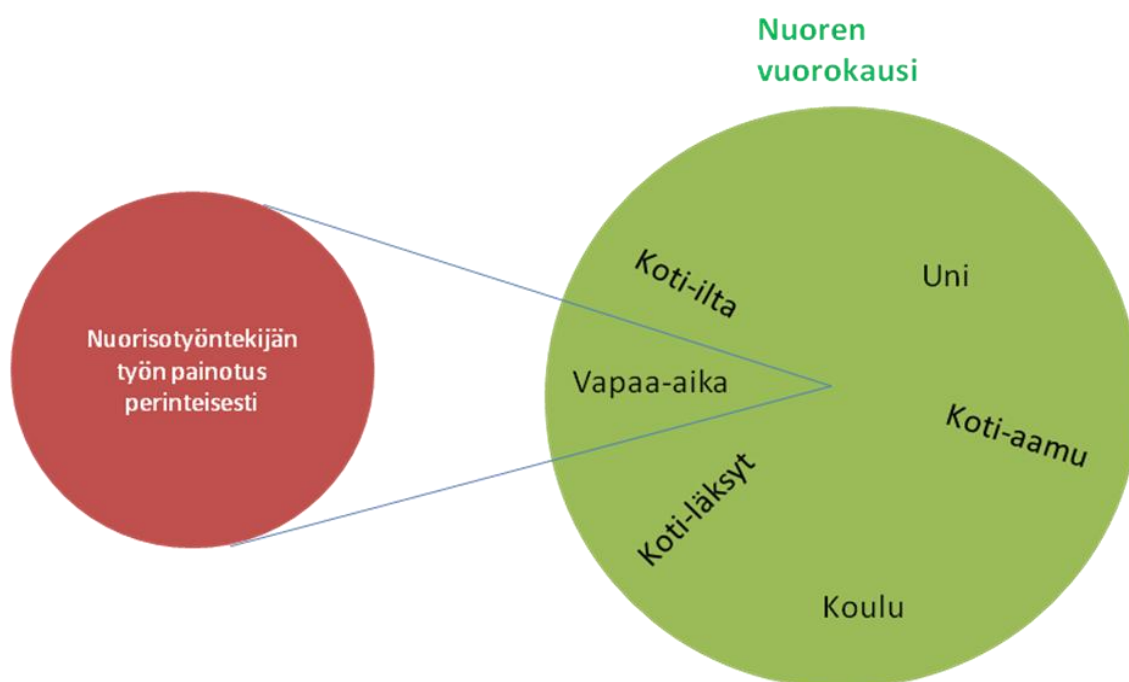 Nuoren
vuorokausi
Nuorisotyöntekijän
työn painotus
perinteisesti
Koti-ilta
Uni
Vapaa-aika
Koti-aamu
Koti-läksyt
Koulu